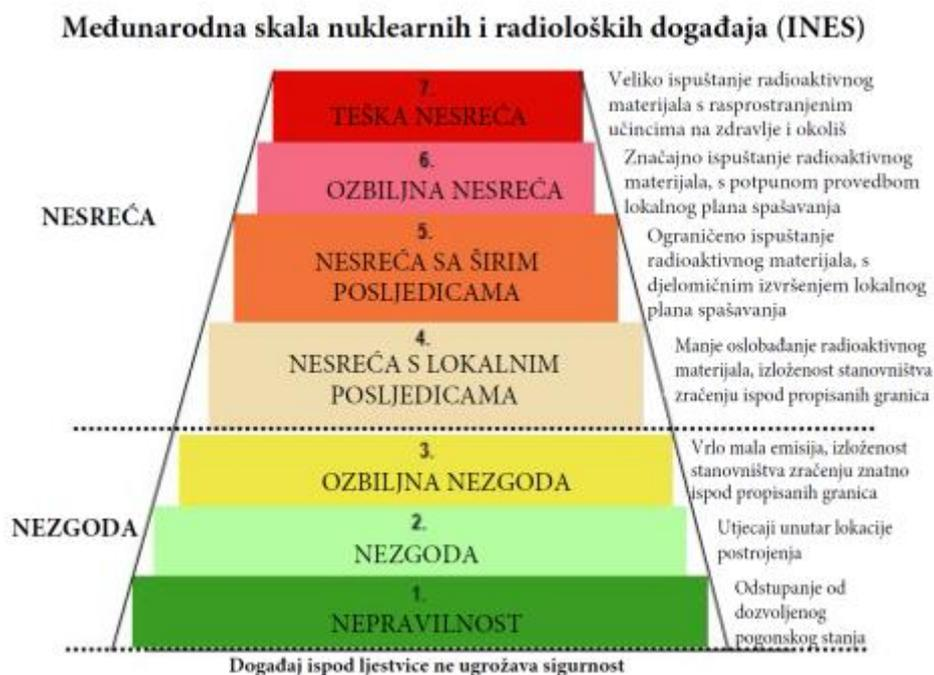 Međunarodna skala nuklearnih i radioloških događaja (INES)
7.
TEŠKA NESREĆA
Veliko ispuštanje radioaktivnog
materijala s rasprostranjenim
učincima na zdravlje i okoliš
6.
OZBILJNA NESREĆA
Značajno ispuštanje radioaktivnog
materijala, s potpunom provedbom
lokalnog plana spašavanja
NESREĆA
5.
NESREĆA SA ŠIRIM
POSLJEDICAMA
Ograničeno ispuštanje
radioaktivnog materijala, s
djelomičnim izvršenjem lokalnog
plana spašavanja
4.
NESREĆA S LOKALNIM
POSLJEDICAMA
Manje oslobađanje radioaktivnog
materijala, izloženost stanovništva
zračenju ispod propisanih granica
3.
OZBILJNA NEZGODA
Vrlo mala emisija, izloženost
stanovništva zračenju znatno
ispod propisanih granica
NEZGODA
2.
NEZGODA
Utjecaji unutar lokacije
postrojenja
1.
NEPRAVILNOST
Odstupanje od
dozvoljenog
pogonskog stanja
Događaj ispod ljestvice ne ugrožava sigurnost